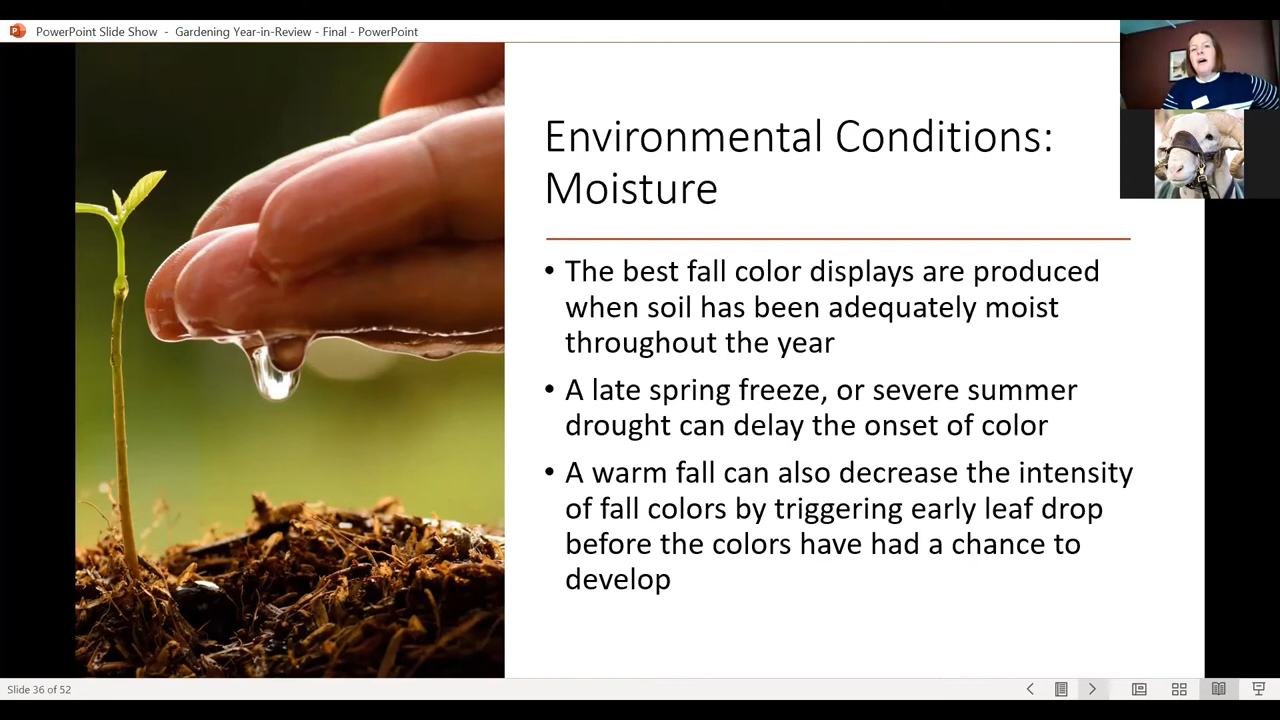 PowerPoint Slide Show - Gardening Year-in-Review - Final - PowerPoint
Environmental Conditions:
Moisture
• The best fall color displays are produced
when soil has been adequately moist
throughout the year
• A late spring freeze, or severe summer
drought can delay the onset of color
• A warm fall can also decrease the intensity
of fall colors by triggering early leaf drop
before the colors have had a chance to
develop
Slide 36 of 52